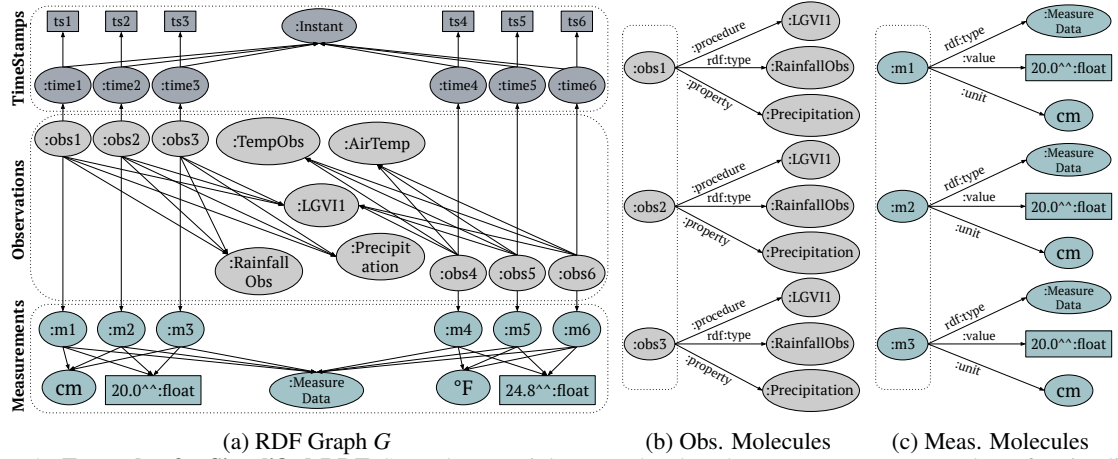 TimeStamps
ts1 ts2 ts3 ts4 ts5 ts6
:Instant
:time1 :time2 :time3 :time4 :time5 :time6
Observations
:obs1 :obs2 :obs3
:TempObs :AirTemp
:LGVI1
:Precipit
ation
:Rainfall
Obs
:obs4 :obs5 :obs6
Measurements
:m1 :m2 :m3 :m4 :m5 :m6
cm 20.0^^:float
:Measure
Data
°F 24.8^^:float
(a) RDF Graph G
:obs1
:procedure :LGVI1
rdf:type :RainfallObs
:property :Precipitation
:obs2
:procedure :LGVI1
rdf:type :RainfallObs
:property :Precipitation
:obs3
:procedure :LGVI1
rdf:type :RainfallObs
:property :Precipitation
(b) Obs. Molecules
:m1
rdf:type :Measure
Data
:value 20.0^^:float
:unit cm
:m2
rdf:type :Measure
Data
:value 20.0^^:float
:unit cm
:m3
rdf:type :Measure
Data
:value 20.0^^:float
:unit cm
(c) Meas. Molecules